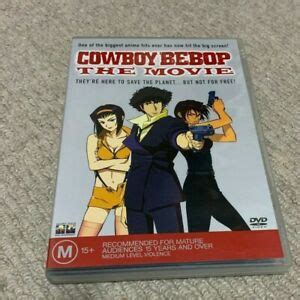 One of the biggest anime hits ever has now hit the big screen!
COWBOY BEBOP
THE MOVIE
THEY'RE HERE TO SAVE THE PLANET... BUT NOT FOR FREE!
M 15+
RECOMMENDED FOR MATURE
AUDIENCES 15 YEARS AND OVER
MEDIUM LEVEL VIOLENCE
DVD
VIDEO